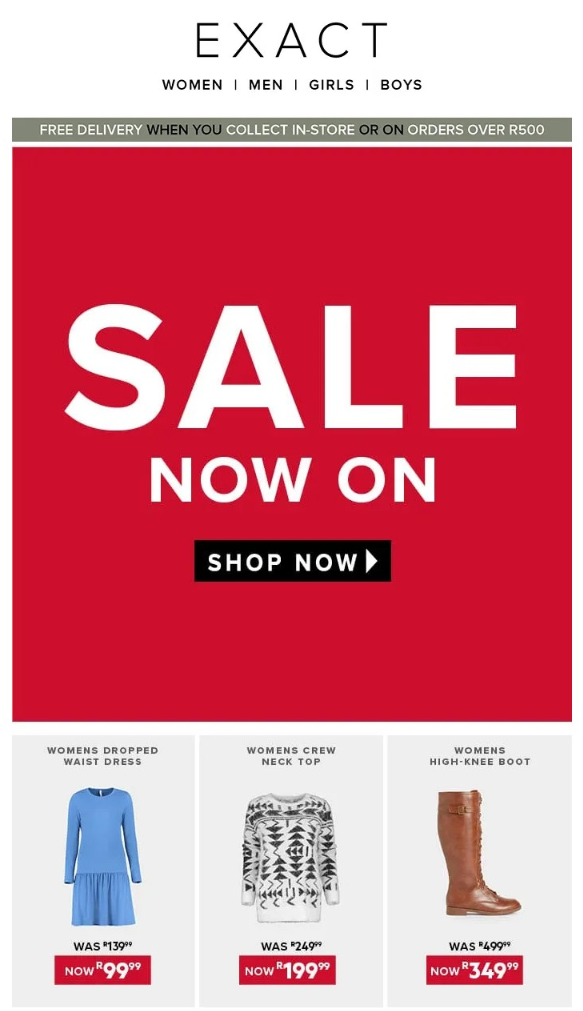 EXACT
WOMEN | MEN | GIRLS | BOYS
FREE DELIVERY WHEN YOU COLLECT IN-STORE OR ON ORDERS OVER R500
SALE
NOW ON
SHOP NOW
WOMENS DROPPED
WAIST DRESS
WAS R13999
NOW R9999
WOMENS CREW
NECK TOP
WAS R24999
NOW R19999
WOMENS
HIGH-KNEE BOOT
WAS R49999
NOW R34999